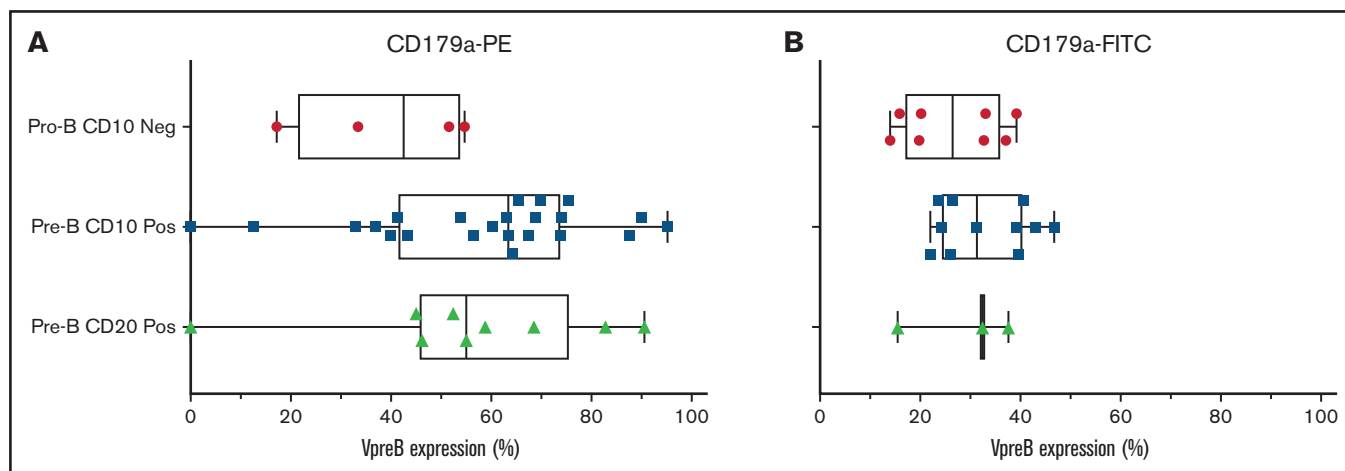 A
CD179a-PE
Pro-B CD10 Neg
Pre-B CD10 Pos
Pre-B CD20 Pos
0 20 40 60 80 100
VpreB expression (%)
B
CD179a-FITC
0 20 40 60 80 100
VpreB expression (%)